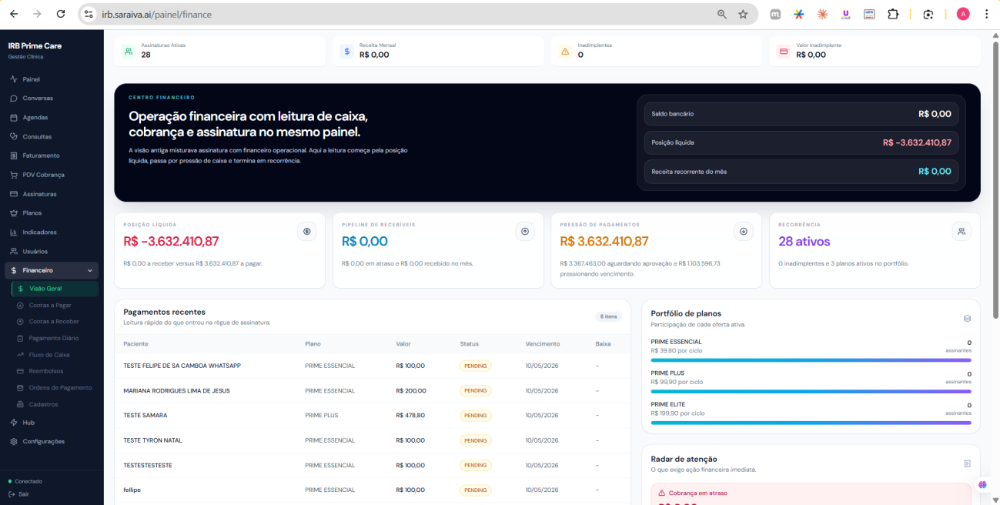 irb.saraiva.ai/painel/finance
A
IRB Prime Care
Gestão Clínica
Painel
Conversas
Agendas
Consultas
Faturamento
PDV Cobrança
Assinaturas
Planos
Indicadores
Usuários
Financeiro
Visão Geral
Contas a Pagar
Contas a Receber
Pagamento Diário
Fluxo de Caixa
Reembolsos
Ordens de Pagamento
Cadastros
Hub
Configurações
Conectado
Sair
Assinaturas Ativas
28
Receita Mensal
R$ 0,00
Inadimplentes
0
Valor Inadimplente
R$ 0,00
CENTRO FINANCEIRO
Operação financeira com leitura de caixa,
cobrança e assinatura no mesmo painel.
A visão antiga misturava assinatura com financeiro operacional. Aqui a leitura começa pela posição
líquida, passa por pressão de caixa e termina em recorrência.
Saldo bancário R$ 0,00
Posição líquida R$ -3.632.410,87
Receita recorrente do mês R$ 0,00
POSIÇÃO LÍQUIDA
R$ -3.632.410,87
R$ 0,00 a receber versus R$ 3.632.410,87 a pagar.
PIPELINE DE RECEBÍVEIS
R$ 0,00
R$ 0,00 em atraso e R$ 0,00 recebido no mês.
PRESSÃO DE PAGAMENTOS
R$ 3.632.410,87
R$ 3.367.463,00 aguardando aprovação e R$ 1.103.596,73
pressionando vencimento.
RECORRÊNCIA
28 ativos
0 inadimplentes e 3 planos ativos no portfólio.
Pagamentos recentes
Leitura rápida do que entrou na régua de assinatura.
8 itens
Paciente Plano Valor Status Vencimento Baixa
TESTE FELIPE DE SA CAMBOA WHATSAPP PRIME ESSENCIAL R$ 100,00 PENDING 10/05/2026 -
MARIANA RODRIGUES LIMA DE JESUS PRIME ESSENCIAL R$ 200,00 PENDING 10/05/2026 -
TESTE SAMARA PRIME PLUS R$ 478,80 PENDING 10/05/2026 -
TESTE TYRON NATAL PRIME ESSENCIAL R$ 100,00 PENDING 10/05/2026 -
TESTESTESTESTE PRIME ESSENCIAL R$ 100,00 PENDING 10/05/2026 -
fellipe PRIME ESSENCIAL R$ 100,00 PENDING 10/05/2026 -
Portfólio de planos
Participação de cada oferta ativa.
PRIME ESSENCIAL 0
R$ 39,80 por ciclo assinantes
PRIME PLUS 0
R$ 99,90 por ciclo assinantes
PRIME ELITE 0
R$ 199,90 por ciclo assinantes
Radar de atenção
O que exige ação financeira imediata.
Cobrança em atraso